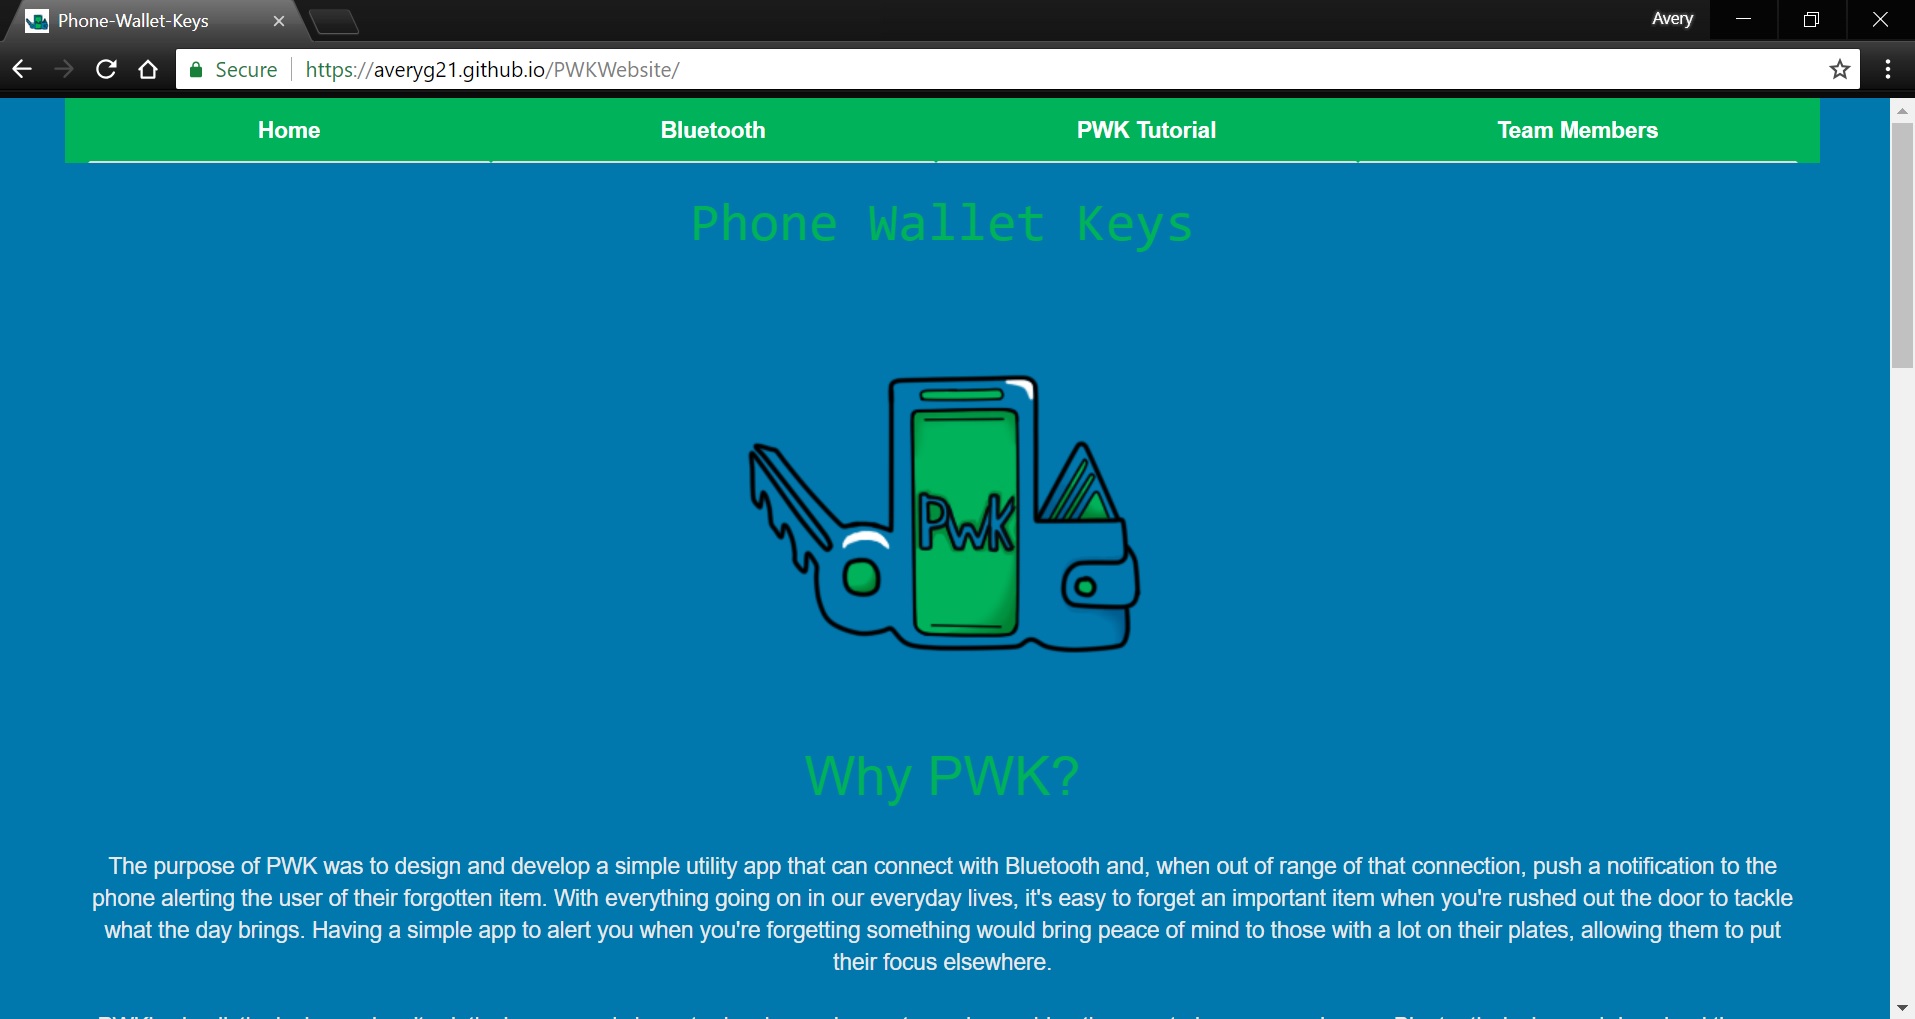 Phone-Wallet-Keys
Avery
Secure
https://averyg21.github.io/PWKWebsite/
Home
Bluetooth
PWK Tutorial
Team Members
Phone Wallet Keys
PWK
Why PWK?
The purpose of PWK was to design and develop a simple utility app that can connect with Bluetooth and, when out of range of that connection, push a notification to the
phone alerting the user of their forgotten item. With everything going on in our everyday lives, it's easy to forget an important item when you're rushed out the door to tackle
what the day brings. Having a simple app to alert you when you're forgetting something would bring peace of mind to those with a lot on their plates, allowing them to put
their focus elsewhere.